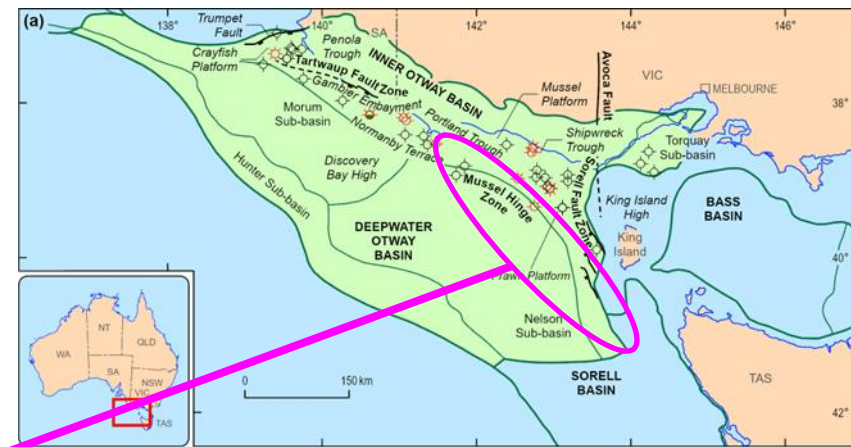 (a)
138°
140°
142°
144°
146°
Trumpet
Fault
SA
Penola
Trough
Crayfish
Platform
Tartwaup Fault Zone
INNER OTWAY BASIN
Gambier Embayment
Mussel
Platform
Avoca Fault
VIC
MELBOURNE
38°
Morum
Sub-basin
Normanby Terrace
Portland Trough
Shipwreck
Trough
Torquay
Sub-basin
Hunter Sub-basin
Discovery
Bay High
Mussel Hinge
Zone
Sorell Fault Zone
King Island
High
BASS
BASIN
King
Island
DEEPWATER
OTWAY
BASIN
40°
Prawn Platform
Nelson
Sub-basin
NT
QLD
WA
SA
NSW
VIC
TAS
0
150 km
SORELL
BASIN
TAS
42°